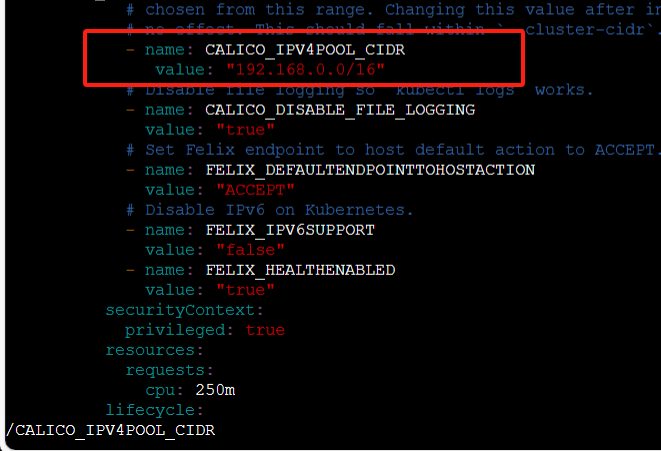 # chosen from this range. Changing this value after in
# no effect. This should fall within `--cluster-cidr`.
- name: CALICO_IPV4POOL_CIDR
value: "192.168.0.0/16"
# Disable file logging so `kubectl logs` works.
- name: CALICO_DISABLE_FILE_LOGGING
value: "true"
# Set Felix endpoint to host default action to ACCEPT.
- name: FELIX_DEFAULTENDPOINTTOHOSTACTION
value: "ACCEPT"
# Disable IPv6 on Kubernetes.
- name: FELIX_IPV6SUPPORT
value: "false"
- name: FELIX_HEALTHENABLED
value: "true"
securityContext:
privileged: true
resources:
requests:
cpu: 250m
lifecycle:
/CALICO_IPV4POOL_CIDR